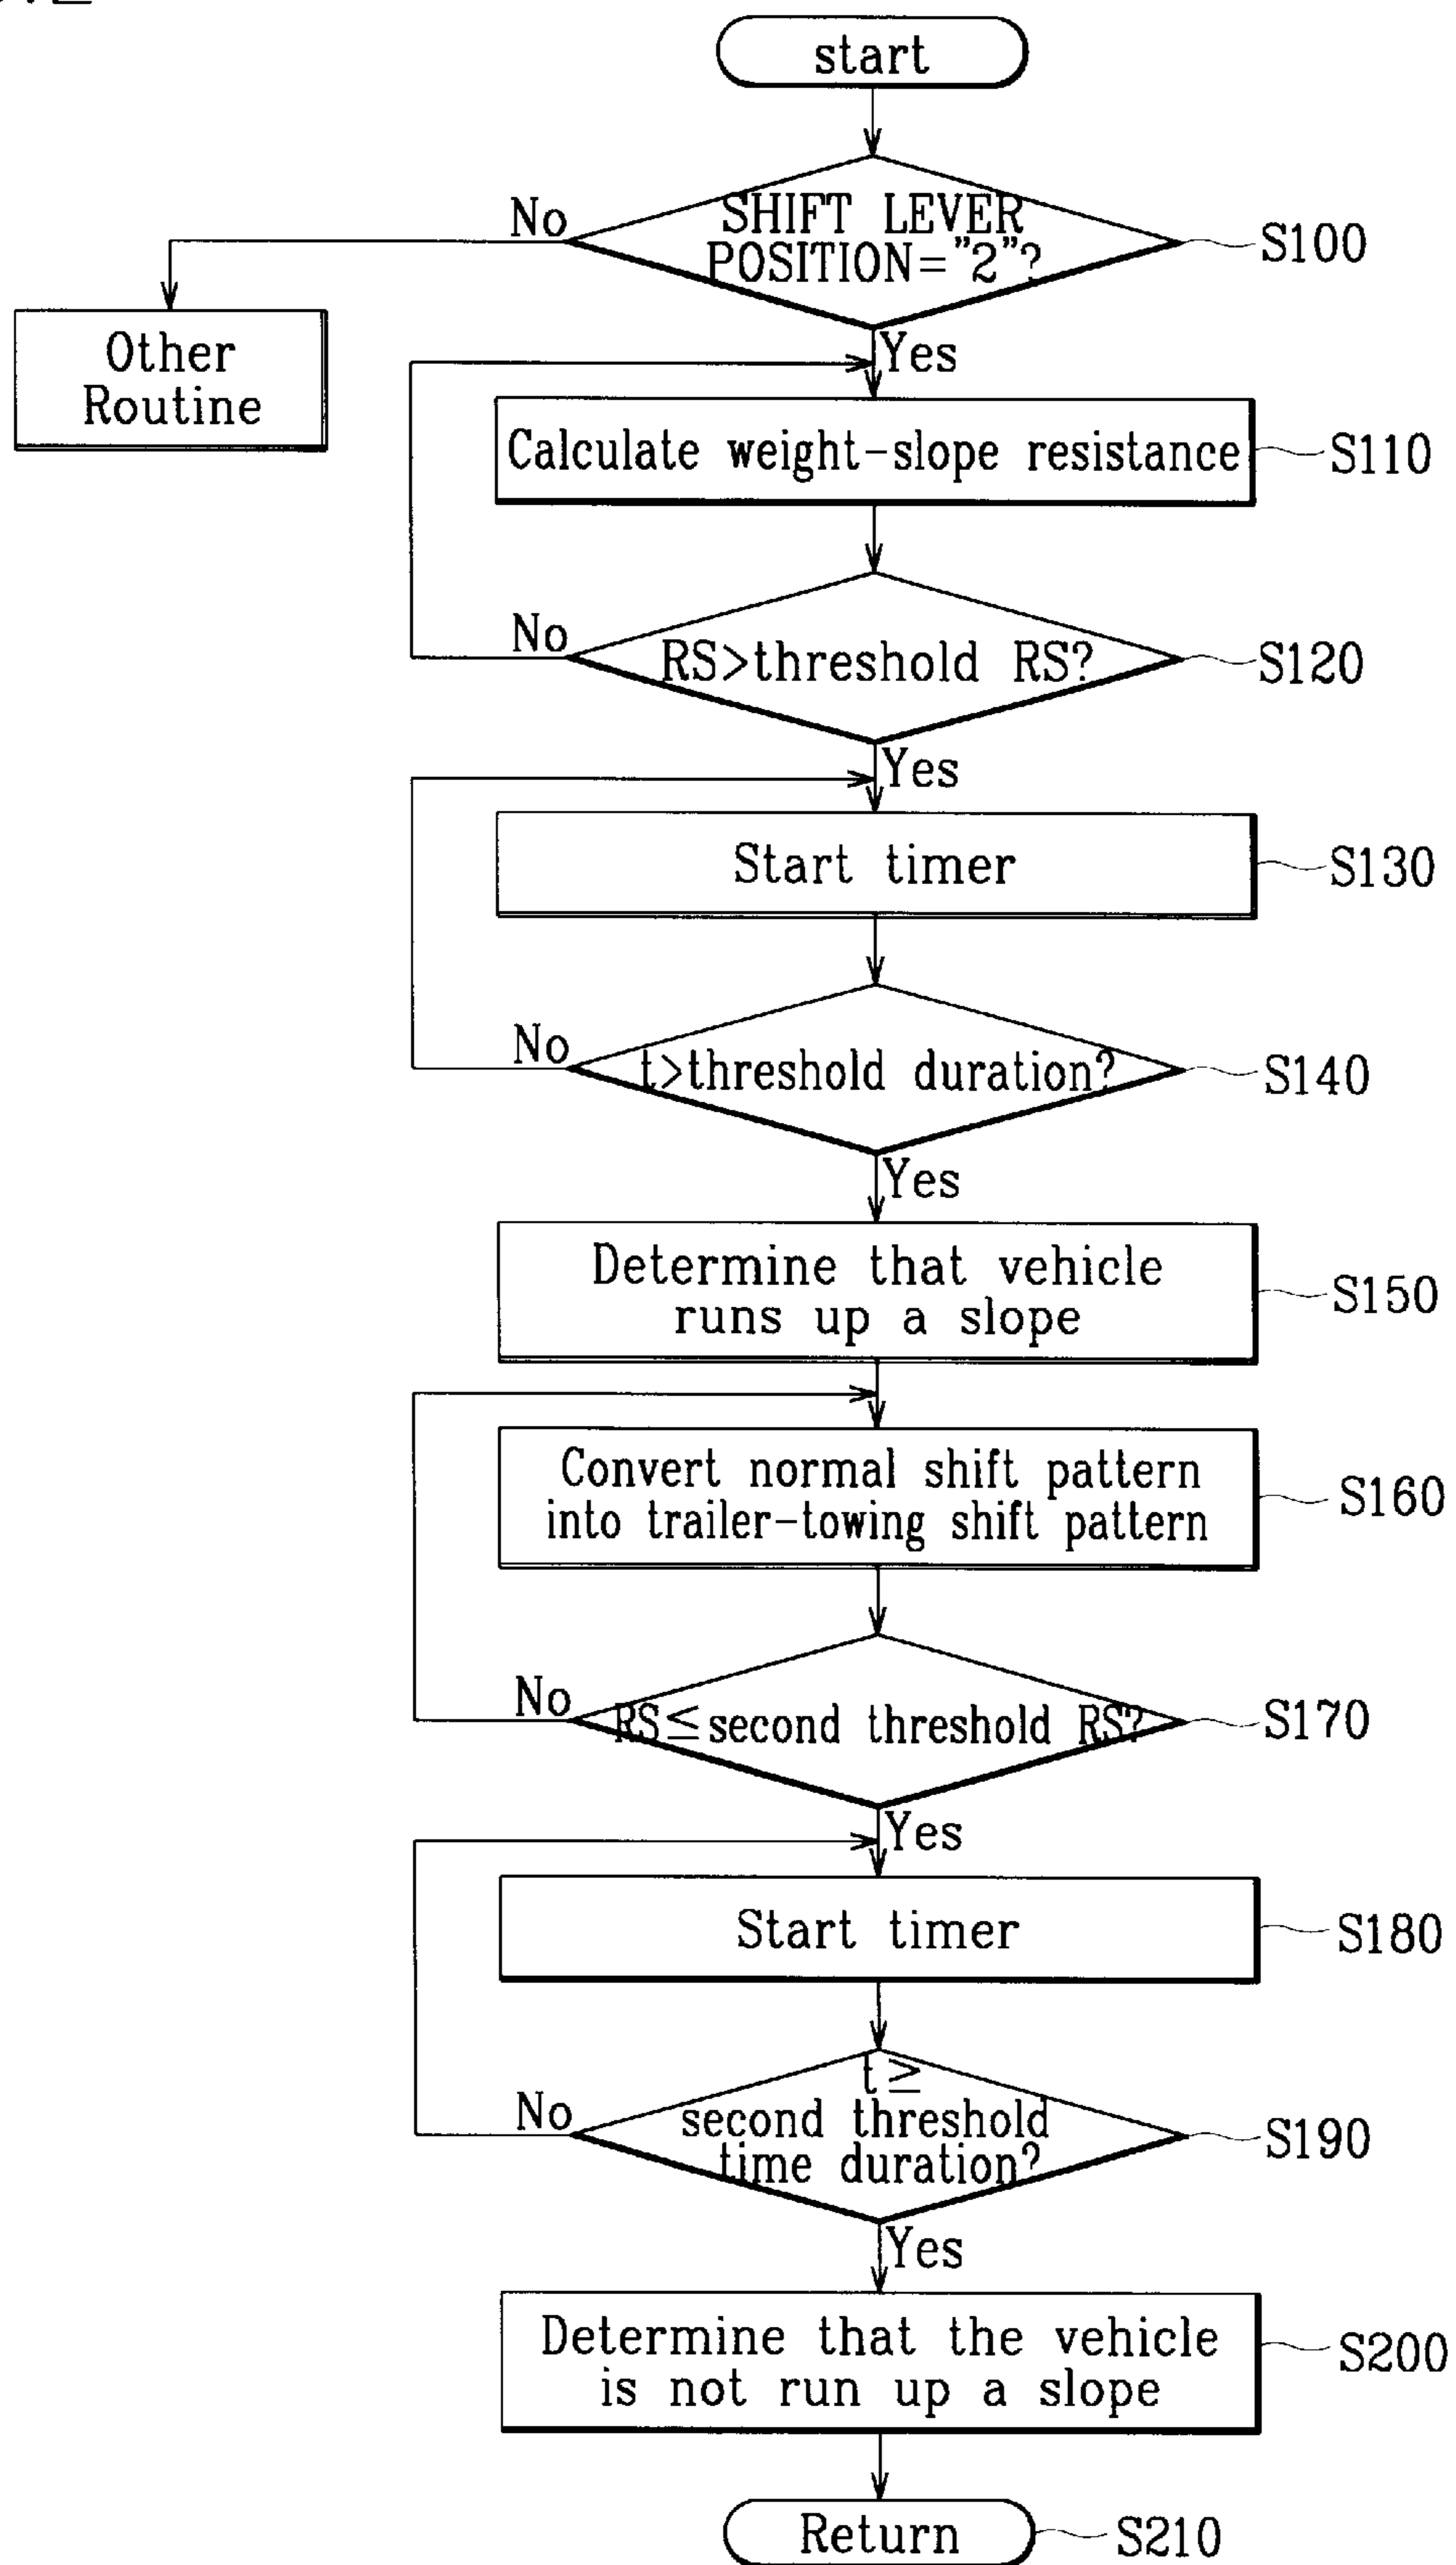 start
No
SHIFT LEVER
POSITION="2"?
S100
Yes
Other
Routine
Calculate weight-slope resistance
S110
No
RS>threshold RS?
S120
Yes
Start timer
S130
No
t>threshold duration?
S140
Yes
Determine that vehicle
runs up a slope
S150
Convert normal shift pattern
into trailer-towing shift pattern
S160
No
RS≤second threshold RS?
S170
Yes
Start timer
S180
No
t≥
second threshold
time duration?
S190
Yes
Determine that the vehicle
is not run up a slope
S200
Return
S210